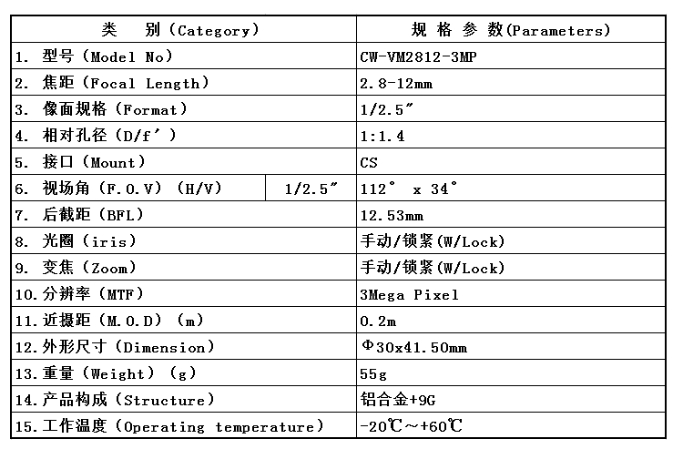 类 别(Category) 规 格 参 数(Parameters)
1. 型号(Model No) CW-VM2812-3MP
2. 焦距(Focal Length) 2.8-12mm
3. 像面规格(Format) 1/2.5″
4. 相对孔径(D/f′) 1:1.4
5. 接口(Mount) CS
6. 视场角(F.O.V) (H/V) 1/2.5″ 112° x 34°
7. 后截距(BFL) 12.53mm
8. 光圈(iris) 手动/锁紧(W/Lock)
9. 变焦(Zoom) 手动/锁紧(W/Lock)
10.分辨率(MTF) 3Mega Pixel
11.近摄距(M.O.D) (m) 0.2m
12.外形尺寸(Dimension) Φ30x41.50mm
13.重量(Weight) (g) 55g
14.产品构成(Structure) 铝合金+9G
15.工作温度(Operating temperature) -20℃～+60℃